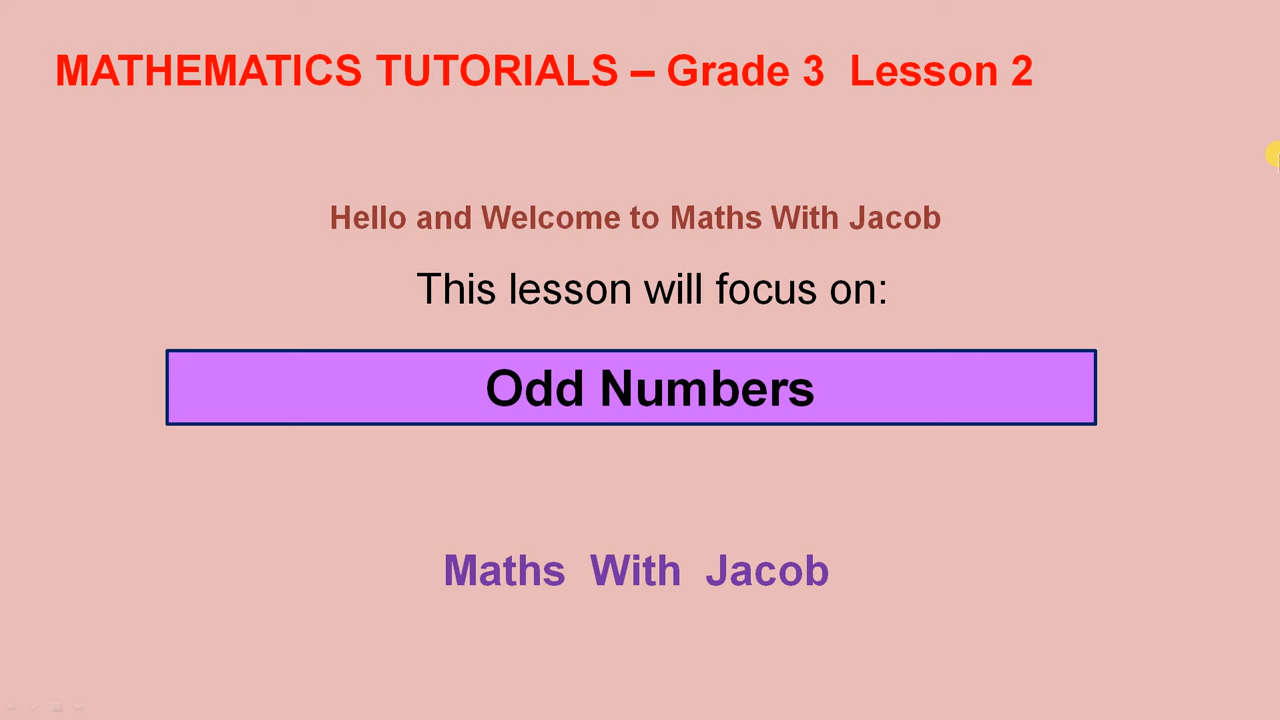 MATHEMATICS TUTORIALS – Grade 3 Lesson 2
Hello and Welcome to Maths With Jacob
This lesson will focus on:
Odd Numbers
Maths With Jacob